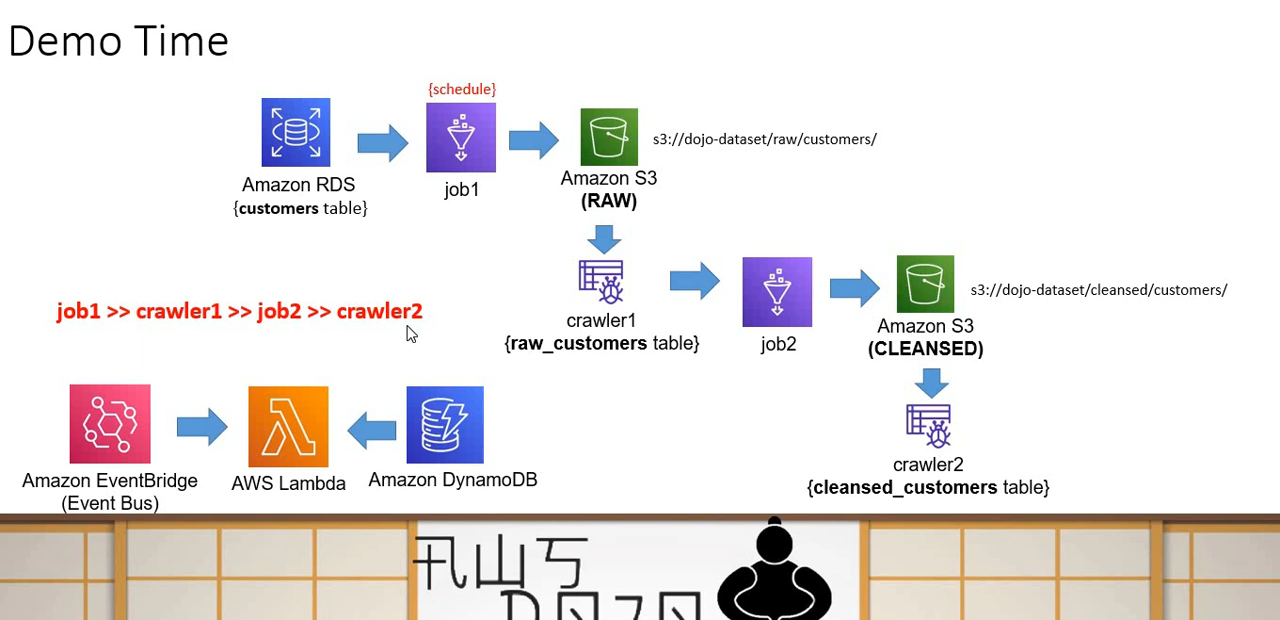 Demo Time
{schedule}
job1
Amazon RDS
{customers table}
s3://dojo-dataset/raw/customers/
Amazon S3
(RAW)
crawler1
{raw_customers table}
job2
s3://dojo-dataset/cleansed/customers/
Amazon S3
(CLEANSED)
crawler2
{cleansed_customers table}
job1 >> crawler1 >> job2 >> crawler2
Amazon EventBridge
(Event Bus)
AWS Lambda
Amazon DynamoDB